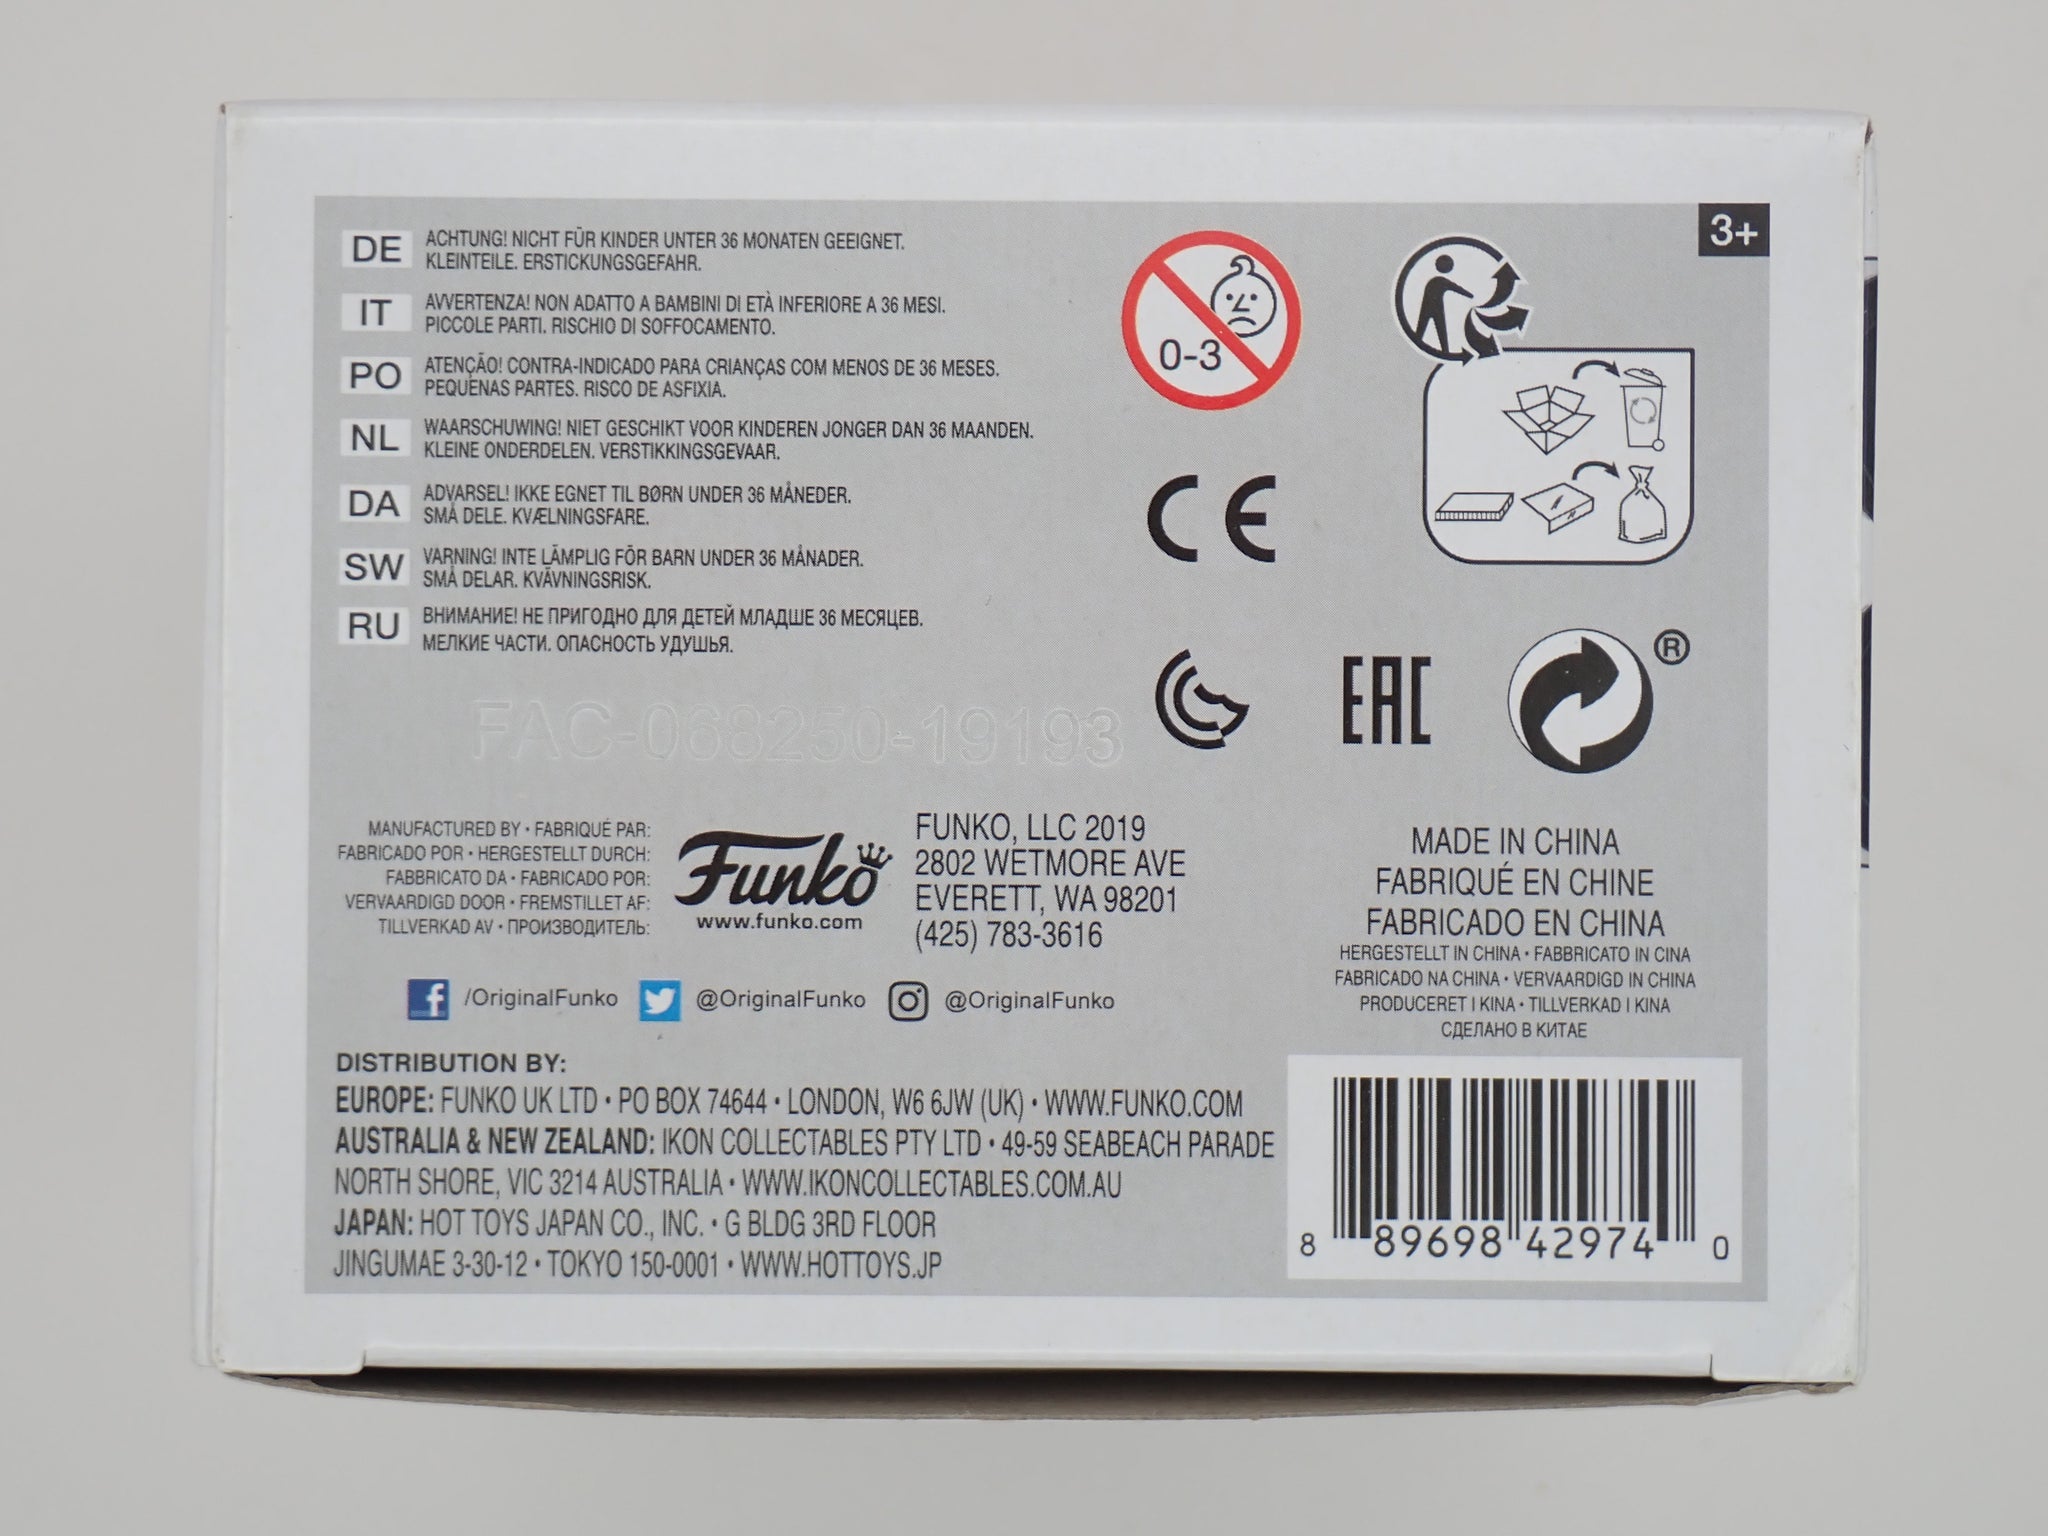 3+
DE
ACHTUNG! NICHT FÜR KINDER UNTER 36 MONATEN GEEIGNET.
KLEINTEILE. ERSTICKUNGSGEFAHR.
IT
AVVERTENZA! NON ADATTO A BAMBINI DI ETÀ INFERIORE A 36 MESI.
PICCOLE PARTI. RISCHIO DI SOFFOCAMENTO.
PO
ATENÇÃO! CONTRA-INDICADO PARA CRIANÇAS COM MENOS DE 36 MESES.
PEQUENAS PARTES. RISCO DE ASFIXIA.
NL
WAARSCHUWING! NIET GESCHIKT VOOR KINDEREN JONGER DAN 36 MAANDEN.
KLEINE ONDERDELEN. VERSTIKKINGSGEVAAR.
DA
ADVARSEL! IKKE EGNET TIL BØRN UNDER 36 MÅNEDER.
SMÅ DELE. KVÆLNINGSFARE.
SW
VARNING! INTE LÄMPLIG FÖR BARN UNDER 36 MÅNADER.
SMÅ DELAR. KVÄVNINGSRISK.
RU
ВНИМАНИЕ! НЕ ПРИГОДНО ДЛЯ ДЕТЕЙ МЛАДШЕ 36 МЕСЯЦЕВ.
МЕЛКИЕ ЧАСТИ. ОПАСНОСТЬ УДУШЬЯ.
0-3
CE
EAC
®
FAC-068250-19193
MANUFACTURED BY • FABRIQUÉ PAR:
FABRICADO POR • HERGESTELLT DURCH:
FABBRICATO DA • FABRICADO POR:
VERVAARDIGD DOOR • FREMSTILLET AF:
TILLVERKAD AV • ПРОИЗВОДИТЕЛЬ:
Funko
www.funko.com
FUNKO, LLC 2019
2802 WETMORE AVE
EVERETT, WA 98201
(425) 783-3616
MADE IN CHINA
FABRIQUÉ EN CHINE
FABRICADO EN CHINA
HERGESTELLT IN CHINA • FABBRICATO IN CINA
FABRICADO NA CHINA • VERVAARDIGD IN CHINA
PRODUCERET I KINA • TILLVERKAD I KINA
СДЕЛАНО В КИТАЕ
/OriginalFunko @OriginalFunko @OriginalFunko
DISTRIBUTION BY:
EUROPE: FUNKO UK LTD • PO BOX 74644 • LONDON, W6 6JW (UK) • WWW.FUNKO.COM
AUSTRALIA & NEW ZEALAND: IKON COLLECTABLES PTY LTD • 49-59 SEABEACH PARADE
NORTH SHORE, VIC 3214 AUSTRALIA • WWW.IKONCOLLECTABLES.COM.AU
JAPAN: HOT TOYS JAPAN CO., INC. • G BLDG 3RD FLOOR
JINGUMAE 3-30-12 • TOKYO 150-0001 • WWW.HOTTOYS.JP
8 89698 42974 0